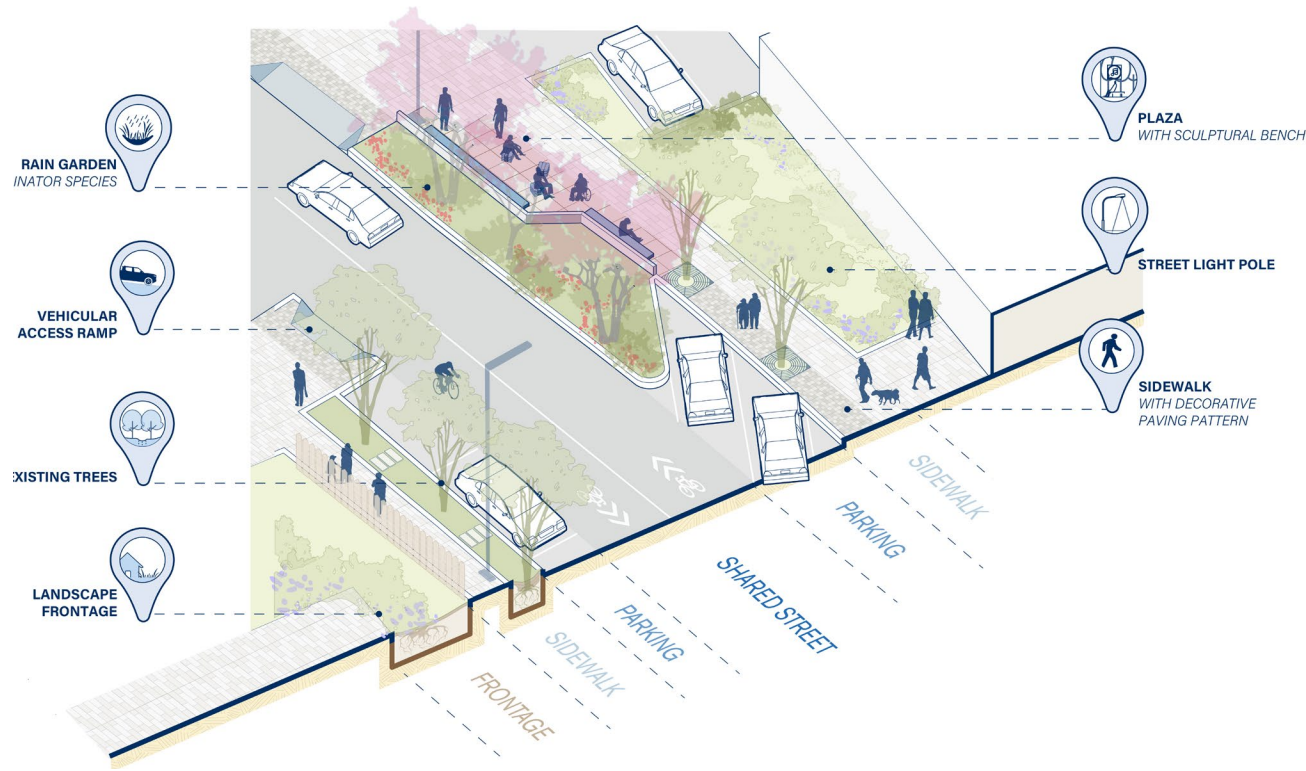 RAIN GARDEN
INATOR SPECIES
VEHICULAR
ACCESS RAMP
EXISTING TREES
LANDSCAPE
FRONTAGE
PLAZA
WITH SCULPTURAL BENCH
STREET LIGHT POLE
SIDEWALK
WITH DECORATIVE
PAVING PATTERN
SIDEWALK
PARKING
SHARED STREET
PARKING
SIDEWALK
FRONTAGE